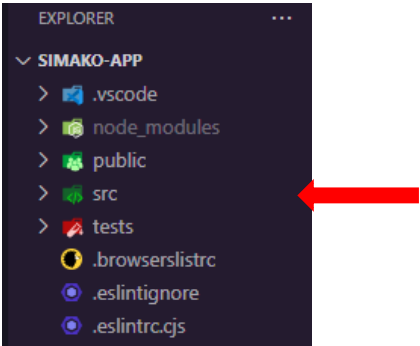 EXPLORER ...
SIMAKO-APP
.vscode
node_modules
public
src
tests
.browserslistrc
.eslintignore
.eslintrc.cjs